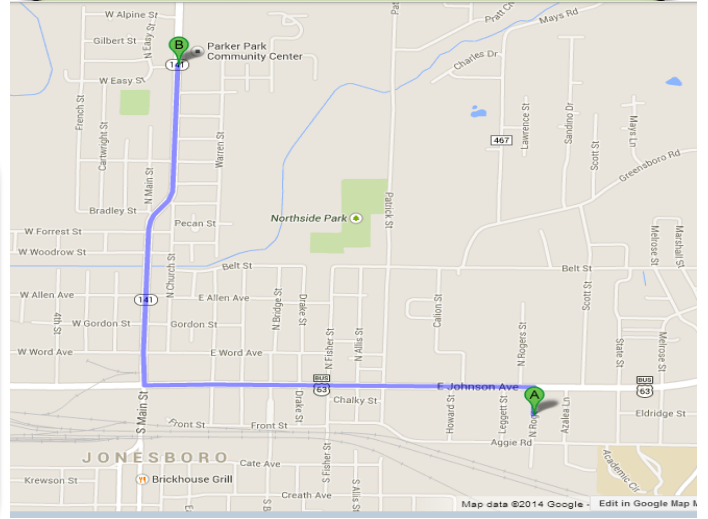 W Alpine St
Pratt Cr
Mays Rd
Gilbert St
N Easy St
B
Parker Park
Community Center
141
Charles Dr
W Easy St
French St
Cartwright St
N Main St
Warren St
467
Lawrence St
Sandino Dr
Mays Ln
Scott St
Greensboro Rd
Bradley St
Pecan St
Northside Park
Patrick St
W Forrest St
W Woodrow St
Belt St
Belt St
Melrose St
Marshall St
N Church St
W Allen Ave
141
E Allen Ave
N Bridge St
Drake St
Scott St
4th St
W Gordon St
Gordon St
N Fisher St
N Allis St
Calion St
N Rogers St
State St
Melrose St
W Word Ave
E Word Ave
BUS
63
E Johnson Ave
BUS
63
A
S Main St
Drake St
Chalky St
Howard St
Leggett St
N Rog
Azalea Ln
Eldridge St
Front St
Front St
Aggie Rd
JONESBORO
Cate Ave
S Fisher St
S Allis St
Academic Cir
Krewson St
Brickhouse Grill
Creath Ave
S B
Map data ©2014 Google -
Edit in Google Map M